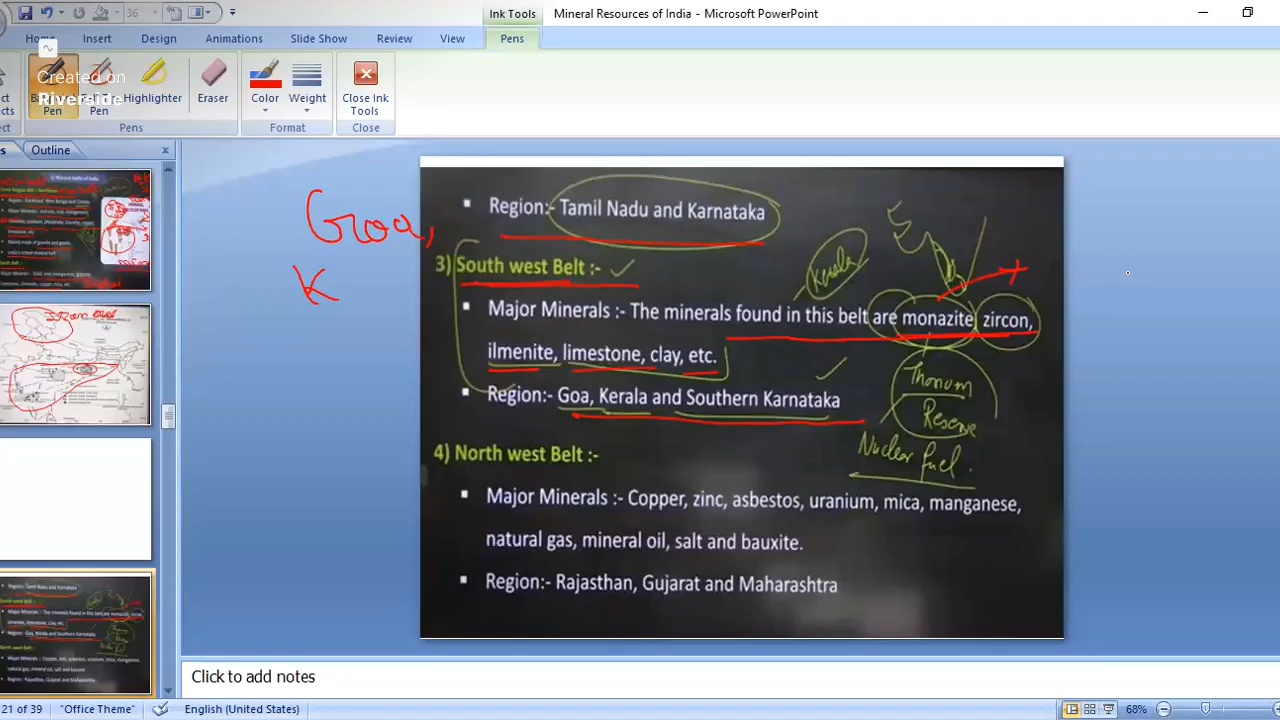 36
Ink Tools
Mineral Resources of India - Microsoft PowerPoint
Home Insert Design Animations Slide Show Review View Pens
Created on
Riverside
Pen
Pen
Highlighter
Eraser
Color
Weight
Close Ink
Tools
Pens
Format
Close
Outline
Goa,
K
Region:- Tamil Nadu and Karnataka
3) South west Belt :-
Kerala
Major Minerals :- The minerals found in this belt are monazite, zircon,
ilmenite, limestone, clay, etc.
Region:- Goa, Kerala and Southern Karnataka
Thorium
Reserve
Nuclear fuel.
4) North west Belt :-
Major Minerals :- Copper, zinc, asbestos, uranium, mica, manganese,
natural gas, mineral oil, salt and bauxite.
Region:- Rajasthan, Gujarat and Maharashtra
Click to add notes
21 of 39
"Office Theme"
English (United States)
68%